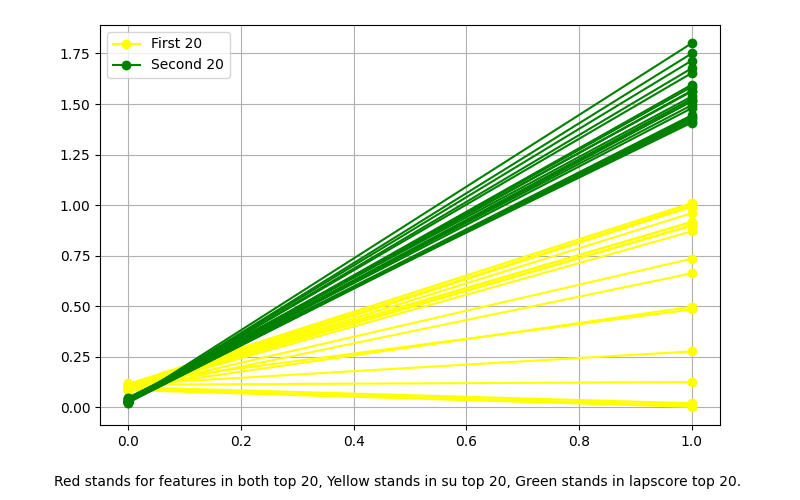 First 20
Second 20
1.75
1.50
1.25
1.00
0.75
0.50
0.25
0.00
0.0 0.2 0.4 0.6 0.8 1.0
Red stands for features in both top 20, Yellow stands in su top 20, Green stands in lapscore top 20.